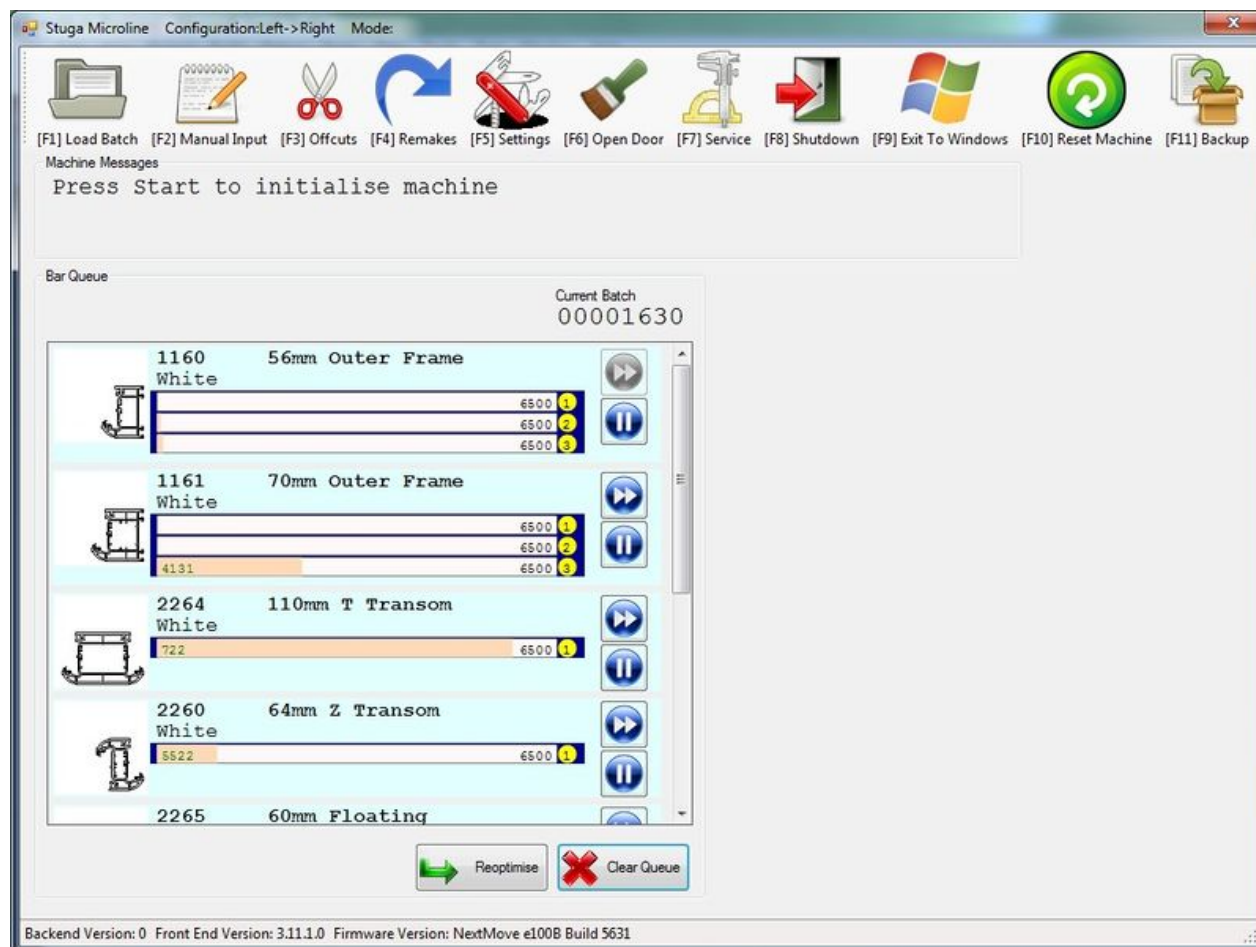 Stuga Microline Configuration:Left->Right Mode:
[F1] Load Batch [F2] Manual Input [F3] Offcuts [F4] Remakes [F5] Settings [F6] Open Door [F7] Service [F8] Shutdown [F9] Exit To Windows [F10] Reset Machine [F11] Backup
Machine Messages
Press Start to initialise machine
Bar Queue
Current Batch
00001630
1160 56mm Outer Frame
White
6500 1
6500 2
6500 3
1161 70mm Outer Frame
White
6500 1
6500 2
4131 6500 3
2264 110mm T Transom
White
722 6500 1
2260 64mm Z Transom
White
5522 6500 1
2265 60mm Floating
Reoptimise Clear Queue
Backend Version: 0 Front End Version: 3.11.1.0 Firmware Version: NextMove e100B Build 5631